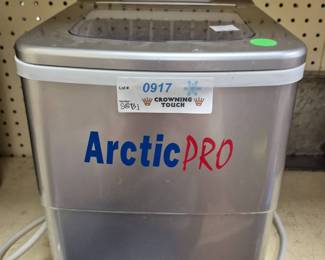 Lot # 0917
CROWNING
TOUCH
ArcticPRO